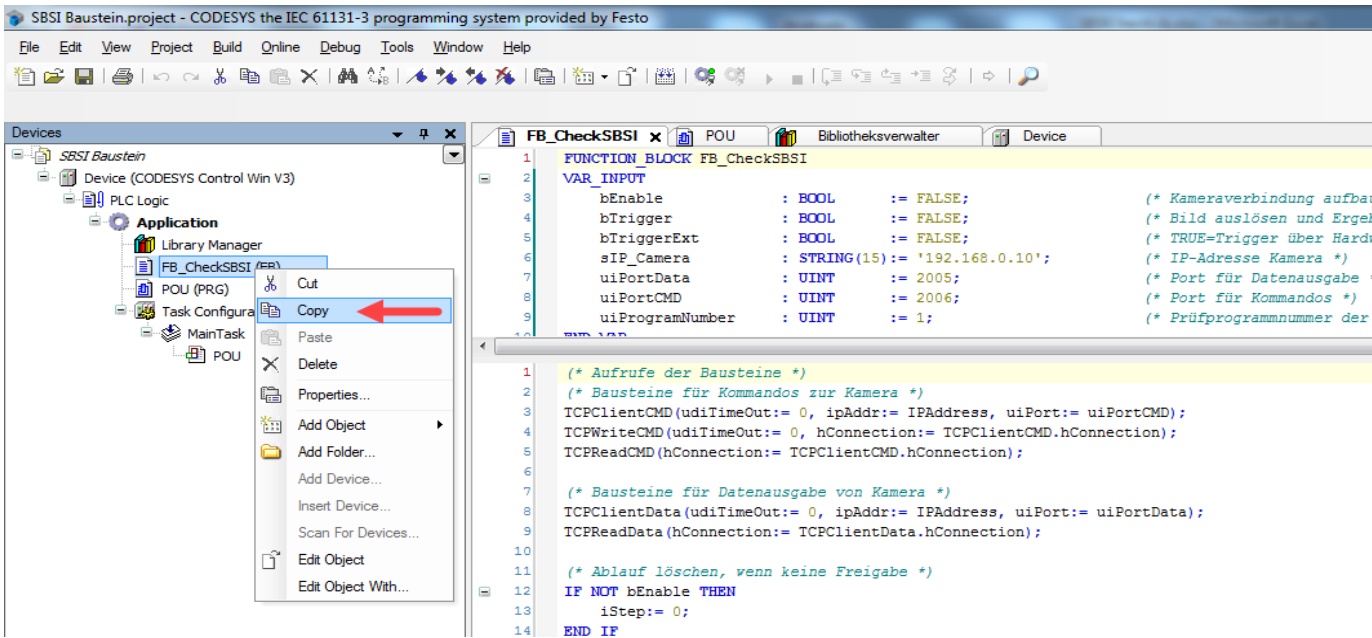 SBSI Baustein.project - CODESYS the IEC 61131-3 programming system provided by Festo
File Edit View Project Build Online Debug Tools Window Help
Devices
SBSI Baustein
Device (CODESYS Control Win V3)
PLC Logic
Application
Library Manager
FB_CheckSBSI (FB)
POU (PRG)
Task Configura
MainTask
POU
Cut
Copy
Paste
Delete
Properties...
Add Object
Add Folder...
Add Device...
Insert Device...
Scan For Devices...
Edit Object
Edit Object With...
FB_CheckSBSI POU Bibliotheksverwalter Device
1 FUNCTION_BLOCK FB_CheckSBSI
2 VAR_INPUT
3 bEnable : BOOL := FALSE; (* Kameraverbindung aufbau
4 bTrigger : BOOL := FALSE; (* Bild auslösen und Ergeb
5 bTriggerExt : BOOL := FALSE; (* TRUE=Trigger über Hardw
6 sIP_Camera : STRING(15):= '192.168.0.10'; (* IP-Adresse Kamera *)
7 uiPortData : UINT := 2005; (* Port für Datenausgabe *
8 uiPortCMD : UINT := 2006; (* Port für Kommandos *)
9 uiProgramNumber : UINT := 1; (* Prüfprogrammnummer der
10 END_VAR
1 (* Aufrufe der Bausteine *)
2 (* Bausteine für Kommandos zur Kamera *)
3 TCPClientCMD(udiTimeOut:= 0, ipAddr:= IPAddress, uiPort:= uiPortCMD);
4 TCPWriteCMD(udiTimeOut:= 0, hConnection:= TCPClientCMD.hConnection);
5 TCPReadCMD(hConnection:= TCPClientCMD.hConnection);
6
7 (* Bausteine für Datenausgabe von Kamera *)
8 TCPClientData(udiTimeOut:= 0, ipAddr:= IPAddress, uiPort:= uiPortData);
9 TCPReadData(hConnection:= TCPClientData.hConnection);
10
11 (* Ablauf löschen, wenn keine Freigabe *)
12 IF NOT bEnable THEN
13 iStep:= 0;
14 END_IF